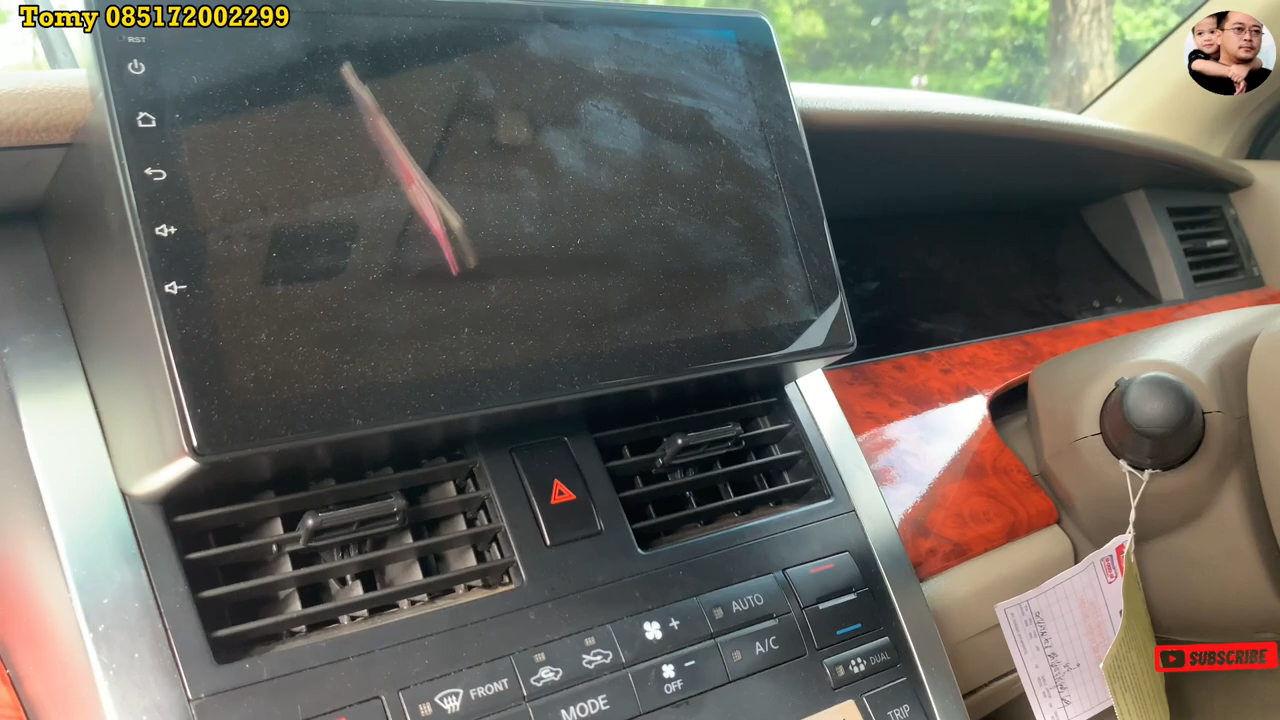 Tomy 085172002299
RST
AUTO
A/C
FRONT
OFF
DUAL
MODE
TRIP
SUBSCRIBE